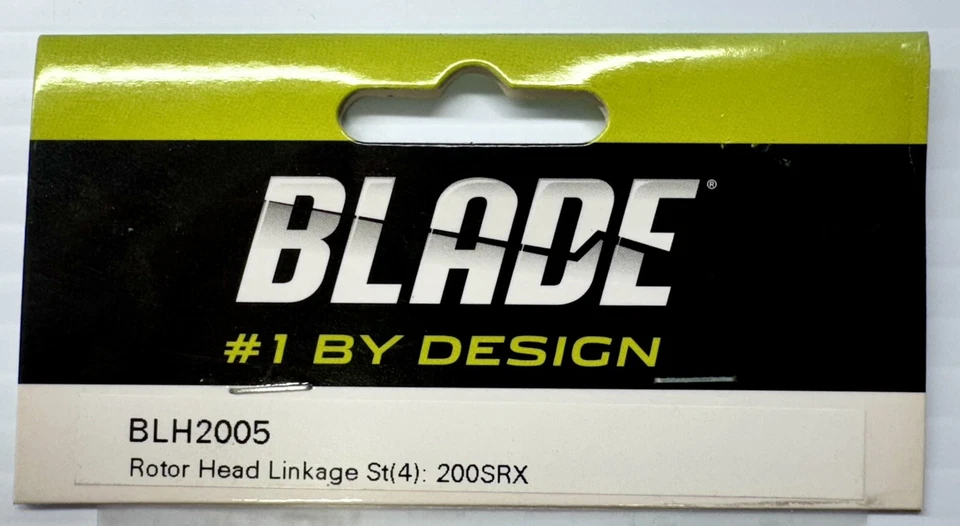 BLADE®
#1 BY DESIGN
BLH2005
Rotor Head Linkage St(4): 200SRX